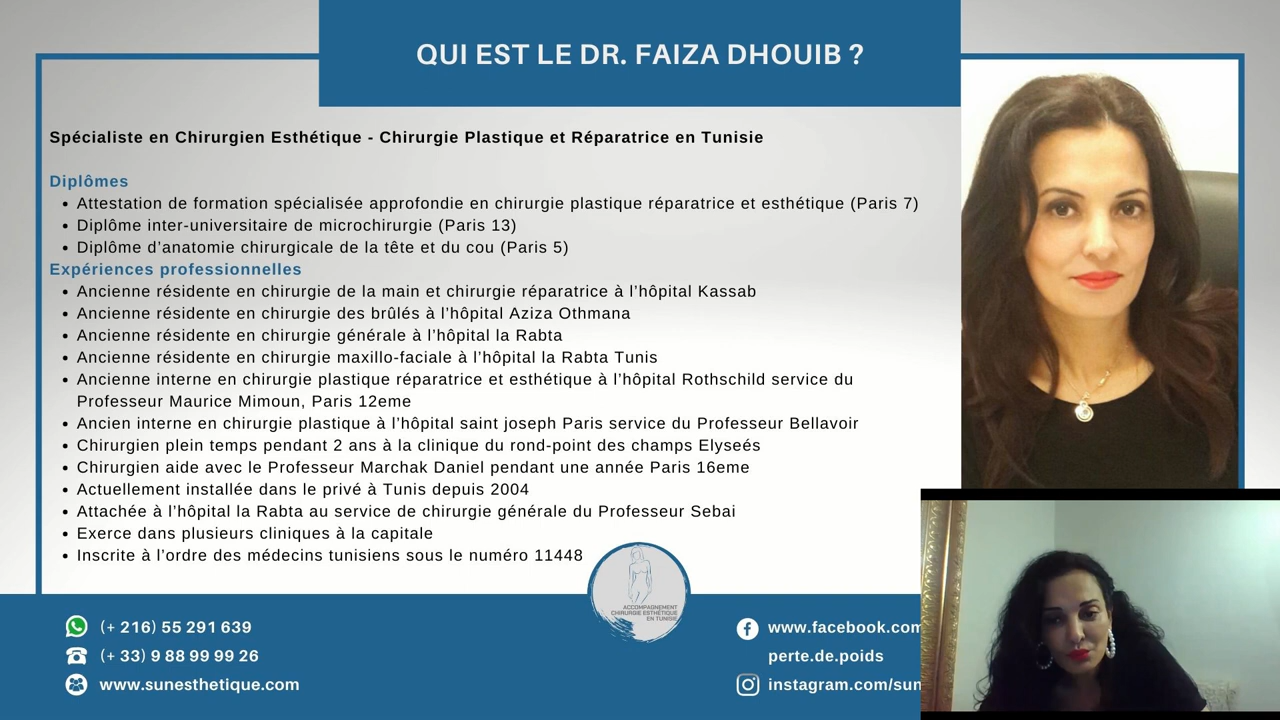 QUI EST LE DR. FAIZA DHOUIB ?
Spécialiste en Chirurgien Esthétique - Chirurgie Plastique et Réparatrice en Tunisie
Diplômes
• Attestation de formation spécialisée approfondie en chirurgie plastique réparatrice et esthétique (Paris 7)
• Diplôme inter-universitaire de microchirurgie (Paris 13)
• Diplôme d’anatomie chirurgicale de la tête et du cou (Paris 5)
Expériences professionnelles
• Ancienne résidente en chirurgie de la main et chirurgie réparatrice à l’hôpital Kassab
• Ancienne résidente en chirurgie des brûlés à l’hôpital Aziza Othmana
• Ancienne résidente en chirurgie générale à l’hôpital la Rabta
• Ancienne résidente en chirurgie maxillo-faciale à l’hôpital la Rabta Tunis
• Ancienne interne en chirurgie plastique réparatrice et esthétique à l’hôpital Rothschild service du
Professeur Maurice Mimoun, Paris 12eme
• Ancien interne en chirurgie plastique à l’hôpital saint joseph Paris service du Professeur Bellavoir
• Chirurgien plein temps pendant 2 ans à la clinique du rond-point des champs Elyseés
• Chirurgien aide avec le Professeur Marchak Daniel pendant une année Paris 16eme
• Actuellement installée dans le privé à Tunis depuis 2004
• Attachée à l’hôpital la Rabta au service de chirurgie générale du Professeur Sebai
• Exerce dans plusieurs cliniques à la capitale
• Inscrite à l’ordre des médecins tunisiens sous le numéro 11448
ACCOMPAGNEMENT
CHIRURGIE ESTHÉTIQUE
EN TUNISIE
(+ 216) 55 291 639
(+ 33) 9 88 99 99 26
www.sunesthetique.com
www.facebook.com
perte.de.poids
instagram.com/sun